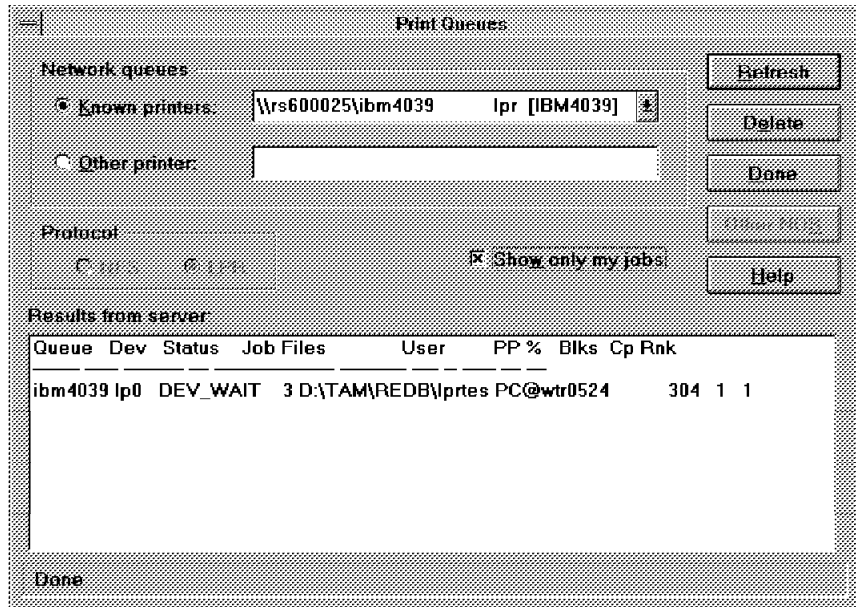 Print Queues
Network queues
Known printers: \\rs600025\ibm4039 lpr [IBM4039]
Other printer:
Refresh
Delete
Done
Protocol
Show only my jobs
Help
Results from server:
Queue Dev Status Job Files User PP % Blks Cp Rnk
ibm4039 lp0 DEV_WAIT 3 D:\TAM\REDB\lprtes PC@wtr0524 304 1 1
Done